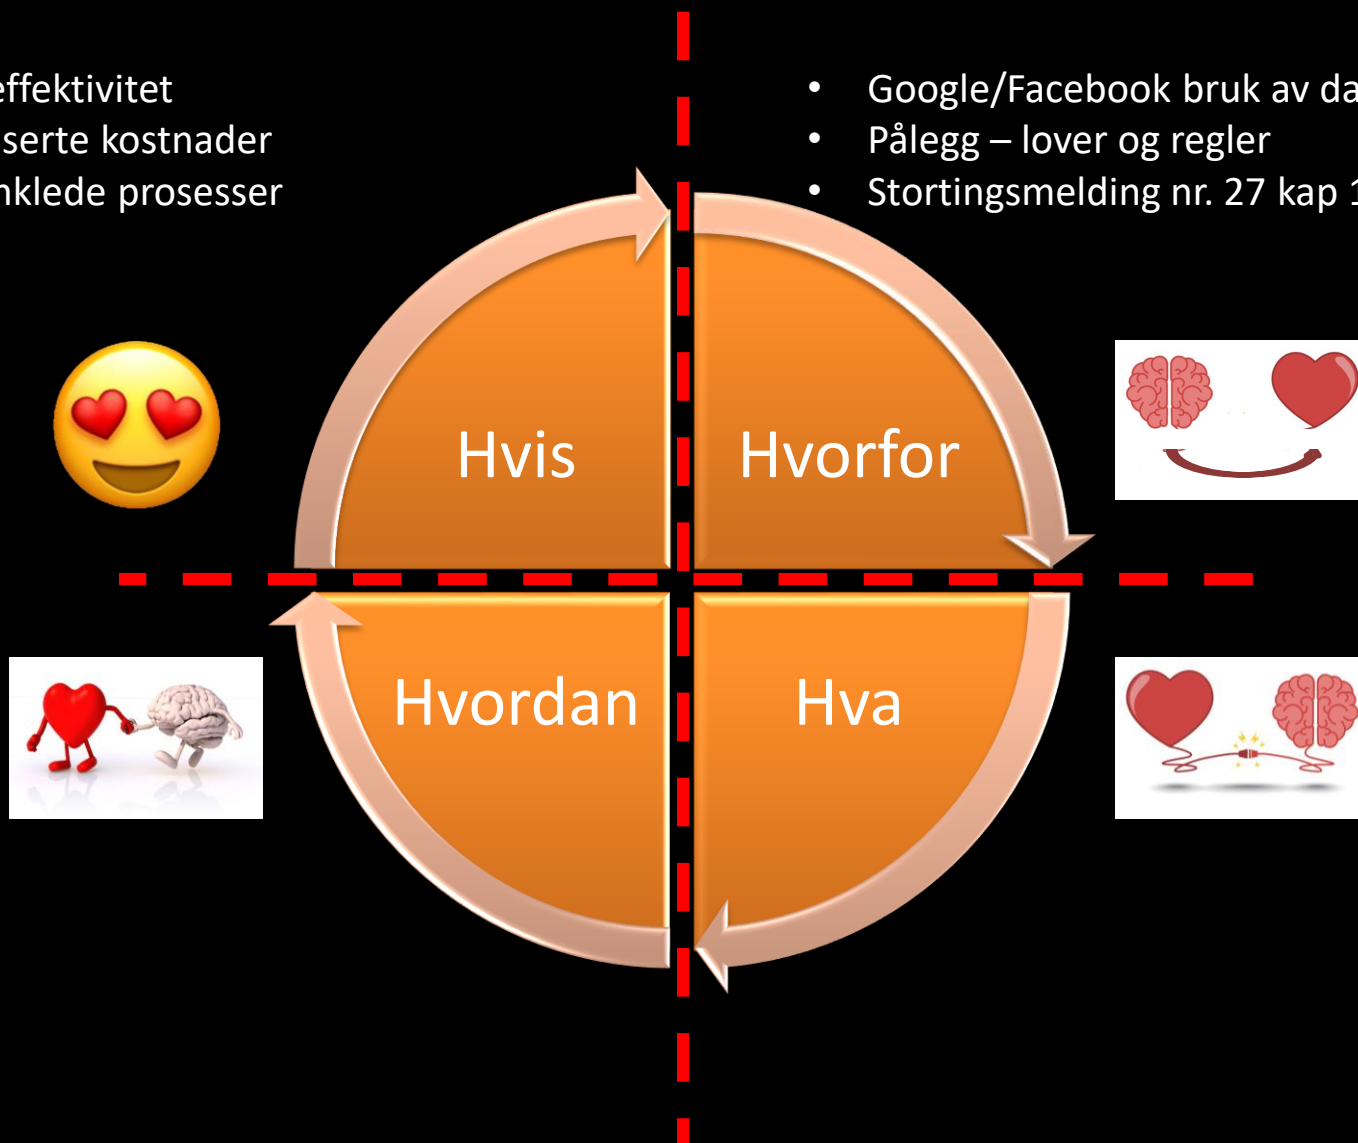 effektivitet
serte kostnader
nklede prosesser
• Google/Facebook bruk av da
• Pålegg – lover og regler
• Stortingsmelding nr. 27 kap 1
Hvis
Hvorfor
Hvordan
Hva